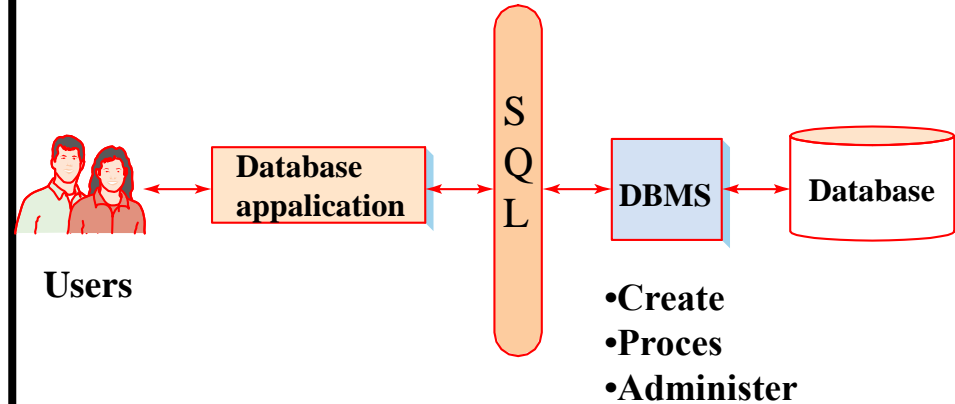 Users
Database
appalication
S
Q
L
DBMS
Database
•Create
•Proces
•Administer